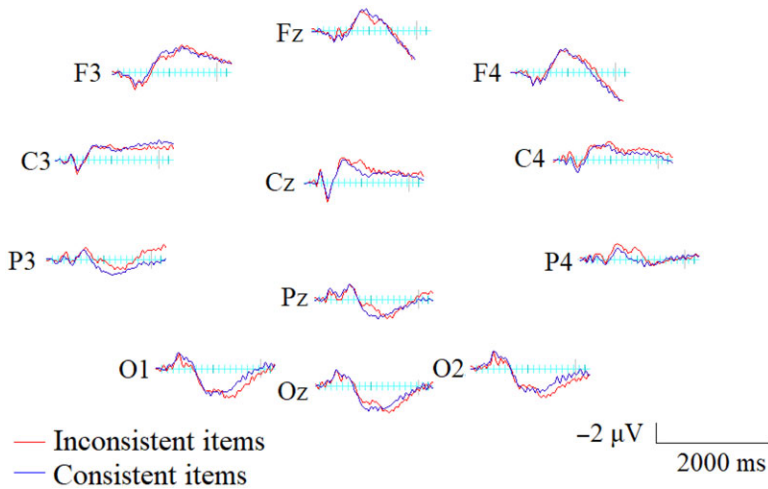 Fz
F3
F4
C3
Cz
C4
P3
Pz
P4
O1
Oz
O2
Inconsistent items
Consistent items
−2 μV
2000 ms